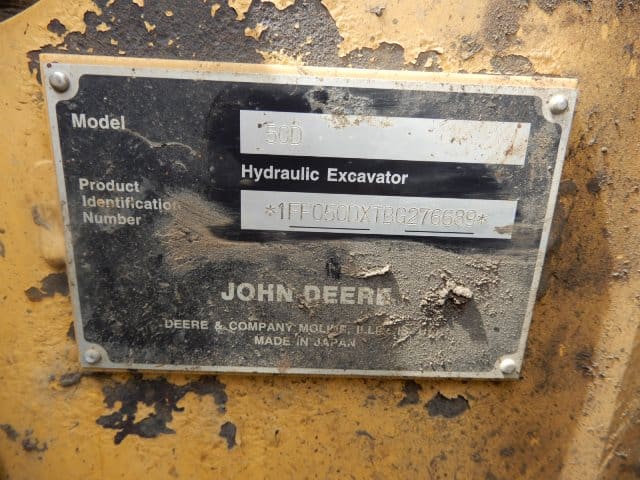 Model 50D
Hydraulic Excavator
Product
Identification
Number
*1FF050DXTBG276689*
JOHN DEERE
DEERE & COMPANY MOLINE, ILLINOIS
MADE IN JAPAN